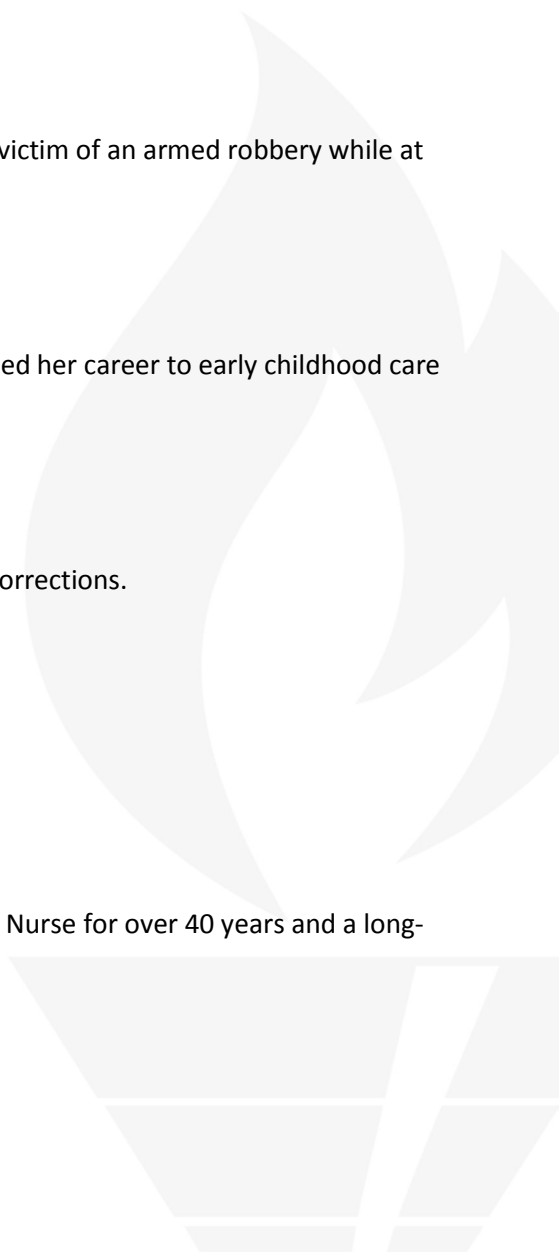 victim of an armed robbery while at
ed her career to early childhood care
orrections.
Nurse for over 40 years and a long-